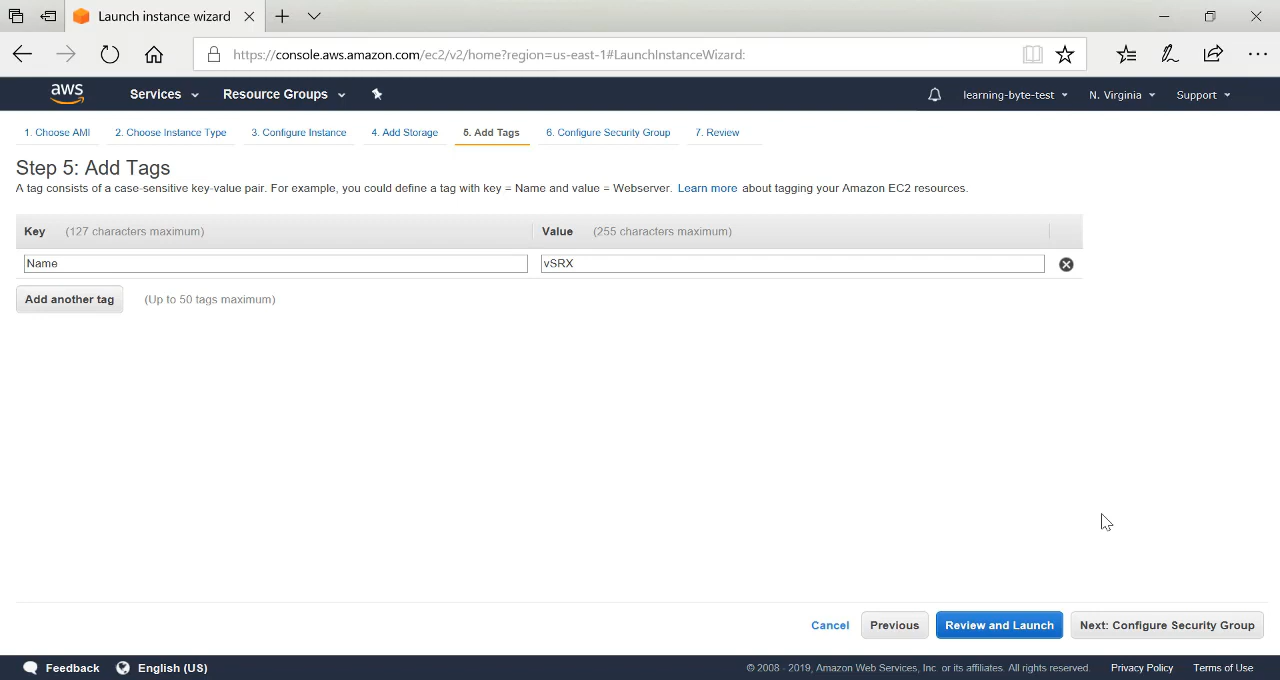 Launch instance wizard
https://console.aws.amazon.com/ec2/v2/home?region=us-east-1#LaunchInstanceWizard:
aws Services Resource Groups learning-byte-test N. Virginia Support
1. Choose AMI 2. Choose Instance Type 3. Configure Instance 4. Add Storage 5. Add Tags 6. Configure Security Group 7. Review
Step 5: Add Tags
A tag consists of a case-sensitive key-value pair. For example, you could define a tag with key = Name and value = Webserver. Learn more about tagging your Amazon EC2 resources.
Key (127 characters maximum) Value (255 characters maximum)
Name vSRX
Add another tag (Up to 50 tags maximum)
Cancel Previous Review and Launch Next: Configure Security Group
Feedback English (US) © 2008 - 2019, Amazon Web Services, Inc. or its affiliates. All rights reserved. Privacy Policy Terms of Use